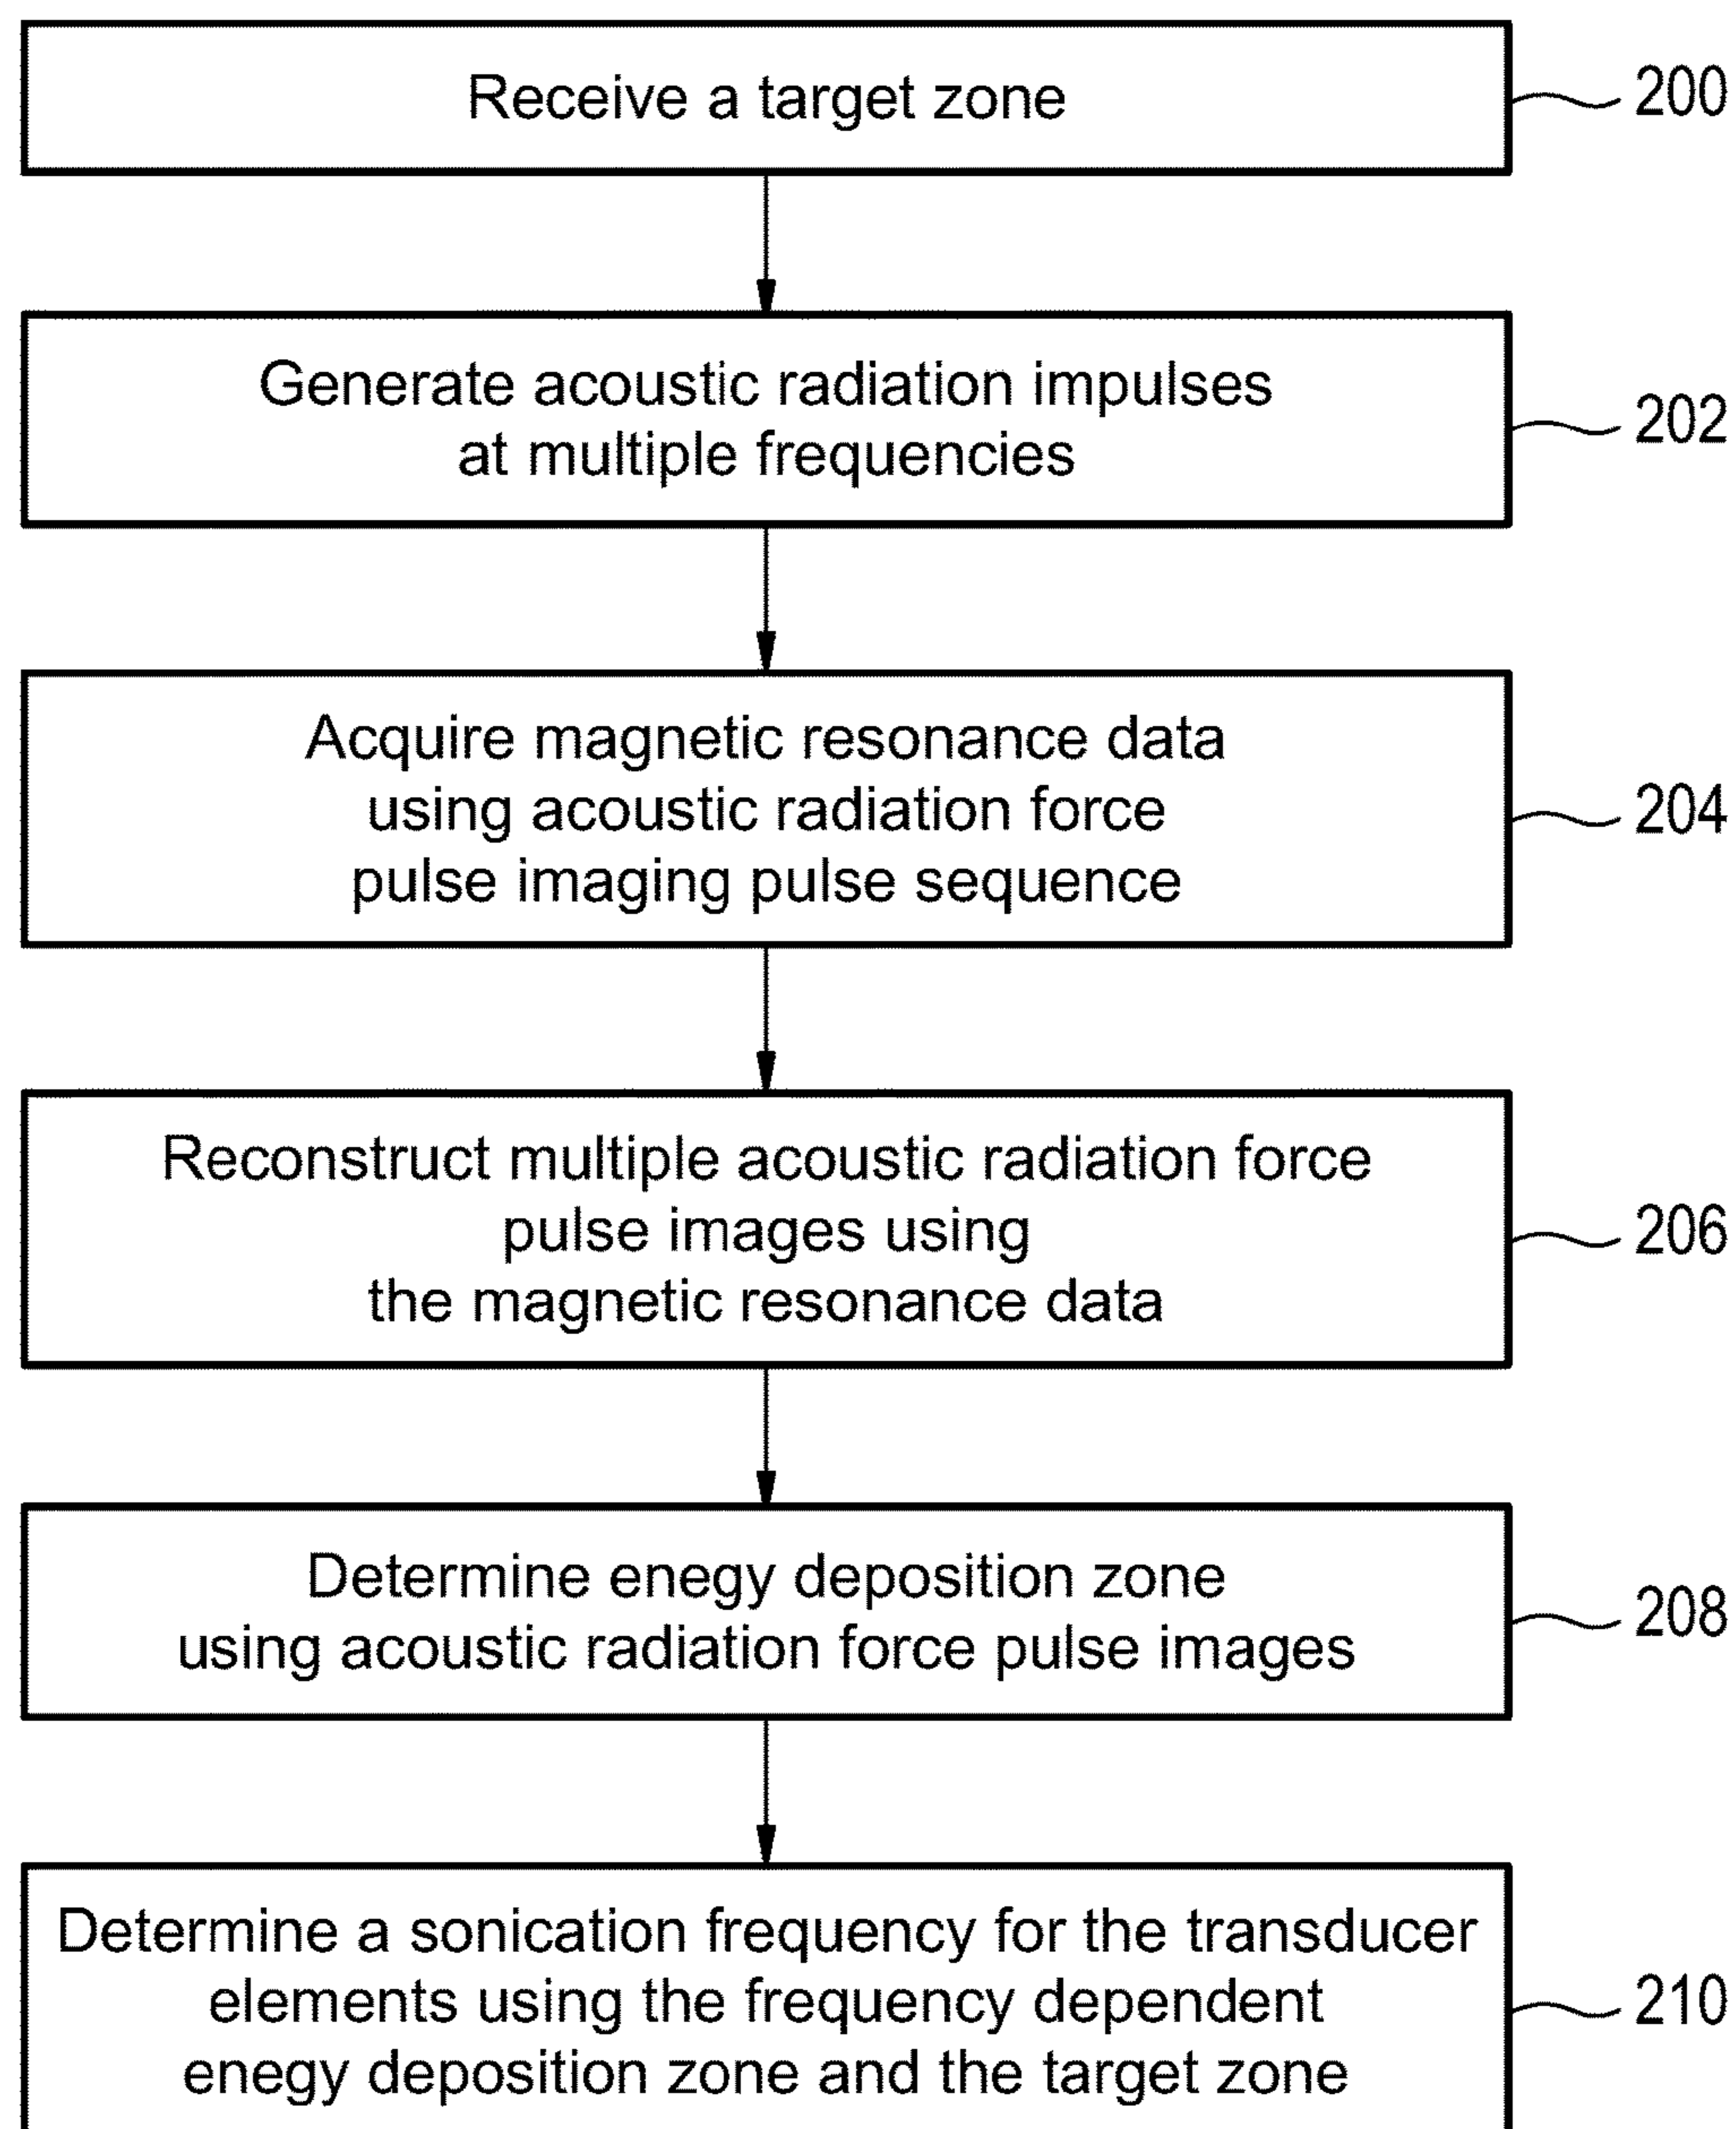 Receive a target zone
200
Generate acoustic radiation impulses
at multiple frequencies
202
Acquire magnetic resonance data
using acoustic radiation force
pulse imaging pulse sequence
204
Reconstruct multiple acoustic radiation force
pulse images using
the magnetic resonance data
206
Determine enegy deposition zone
using acoustic radiation force pulse images
208
Determine a sonication frequency for the transducer
elements using the frequency dependent
enegy deposition zone and the target zone
210